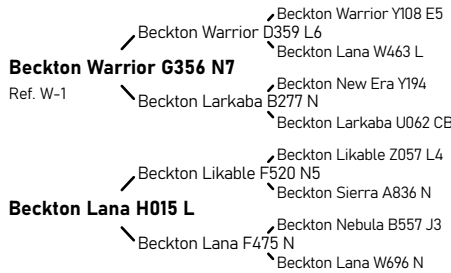 Beckton Warrior Y108 E5
Beckton Warrior D359 L6
Beckton Lana W463 L
Beckton Warrior G356 N7
Ref. W-1
Beckton New Era Y194
Beckton Larkaba B277 N
Beckton Larkaba U062 CB
Beckton Likable Z057 L4
Beckton Likable F520 N5
Beckton Sierra A836 N
Beckton Lana H015 L
Beckton Nebula B557 J3
Beckton Lana F475 N
Beckton Lana W696 N